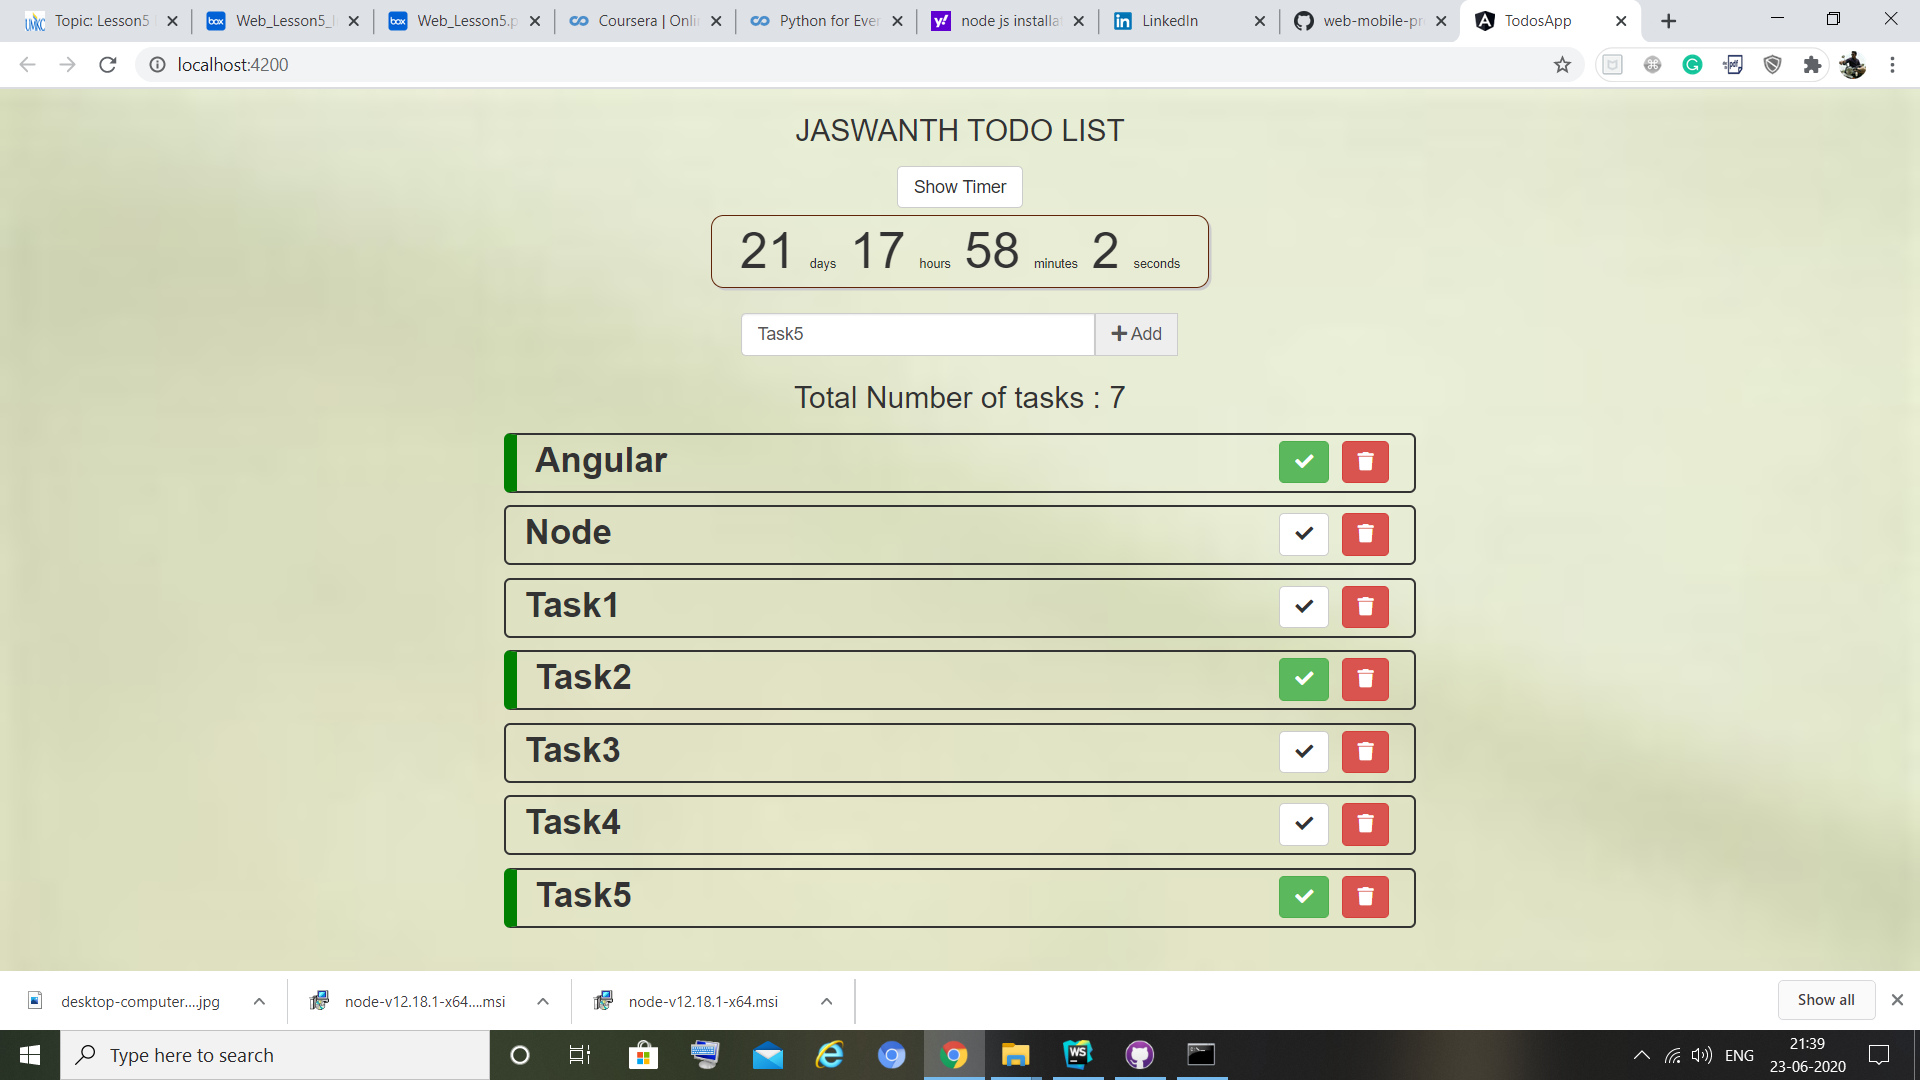 Topic: Lesson5
Web_Lesson5_
Web_Lesson5.p
Coursera | Onli
Python for Ever
node js installa
LinkedIn
web-mobile-pr
TodosApp
localhost:4200
JASWANTH TODO LIST
Show Timer
21 days 17 hours 58 minutes 2 seconds
Task5
Add
Total Number of tasks : 7
Angular
Node
Task1
Task2
Task3
Task4
Task5
desktop-computer....jpg
node-v12.18.1-x64....msi
node-v12.18.1-x64.msi
Show all
Type here to search
ENG
21:39
23-06-2020